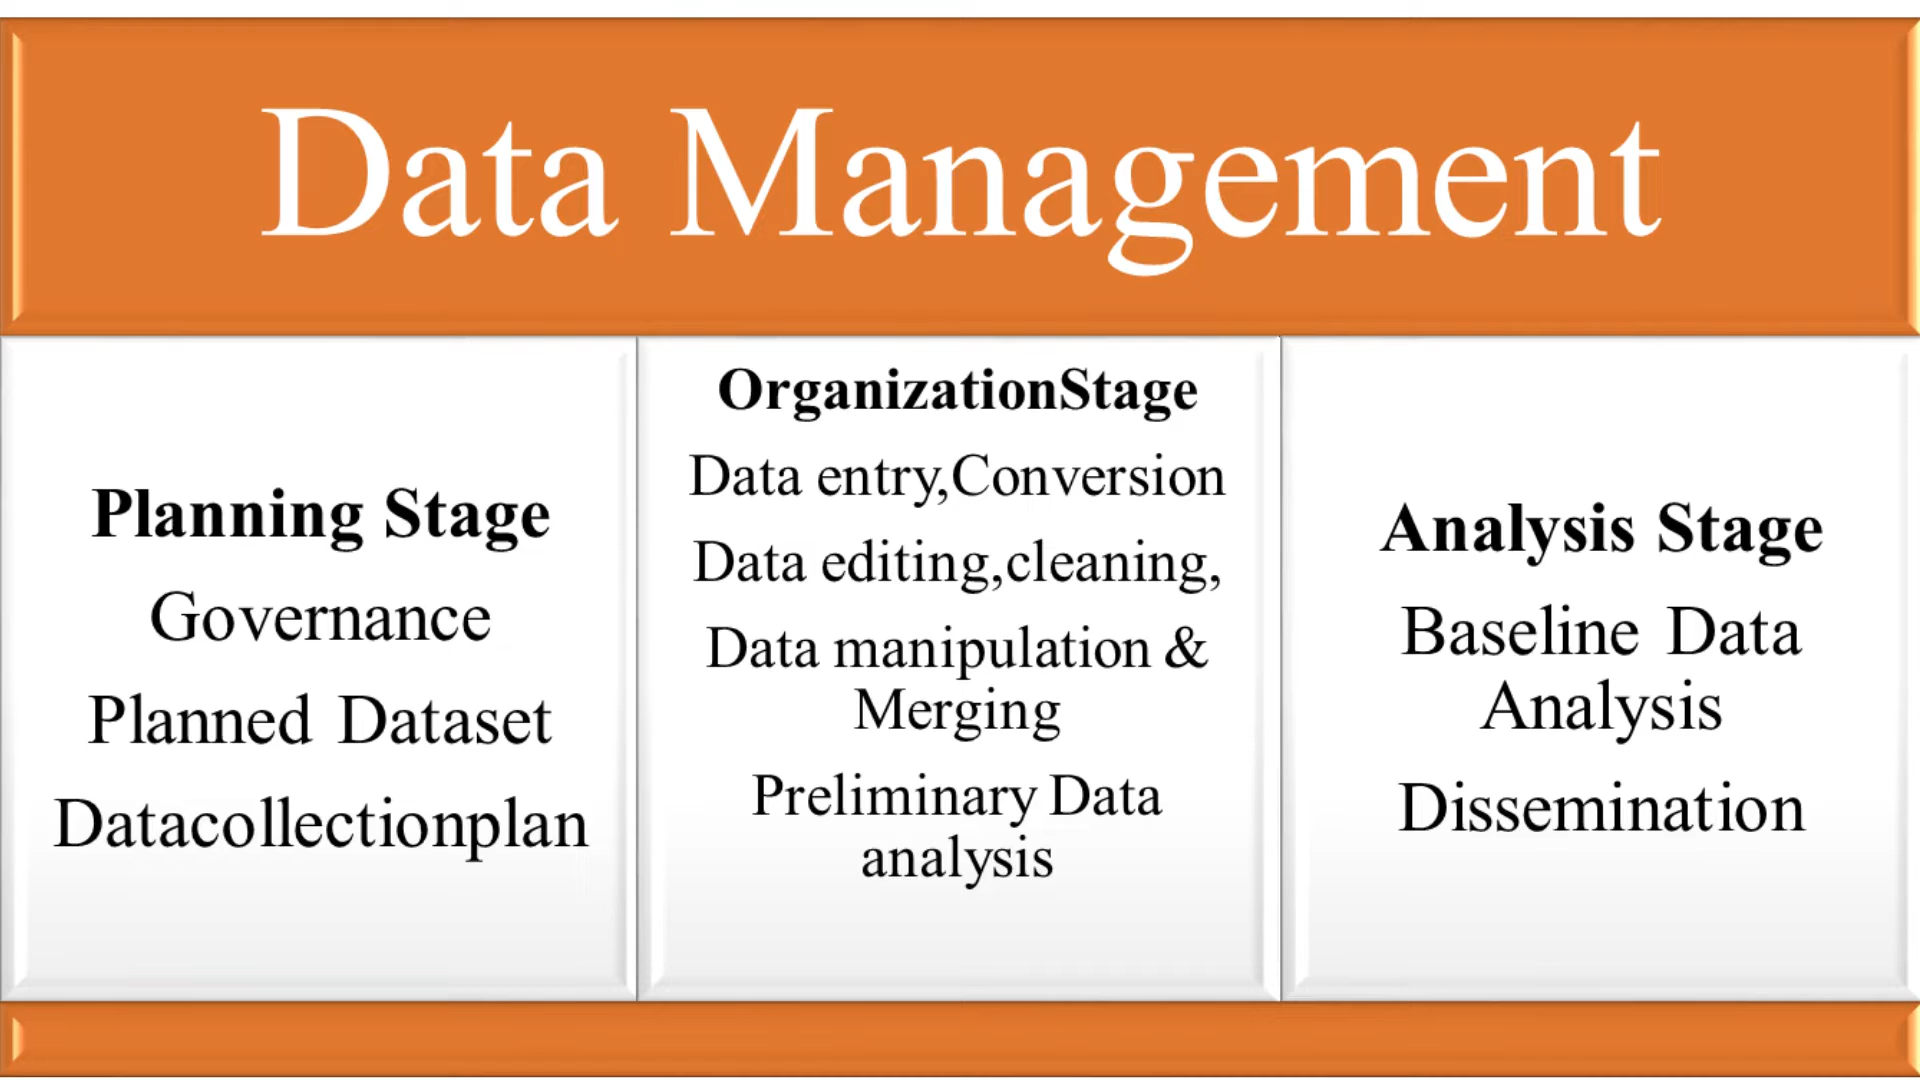 Data Management
Planning Stage
Governance
Planned Dataset
Datacollectionplan
OrganizationStage
Data entry,Conversion
Data editing,cleaning,
Data manipulation &
Merging
Preliminary Data
analysis
Analysis Stage
Baseline Data
Analysis
Dissemination